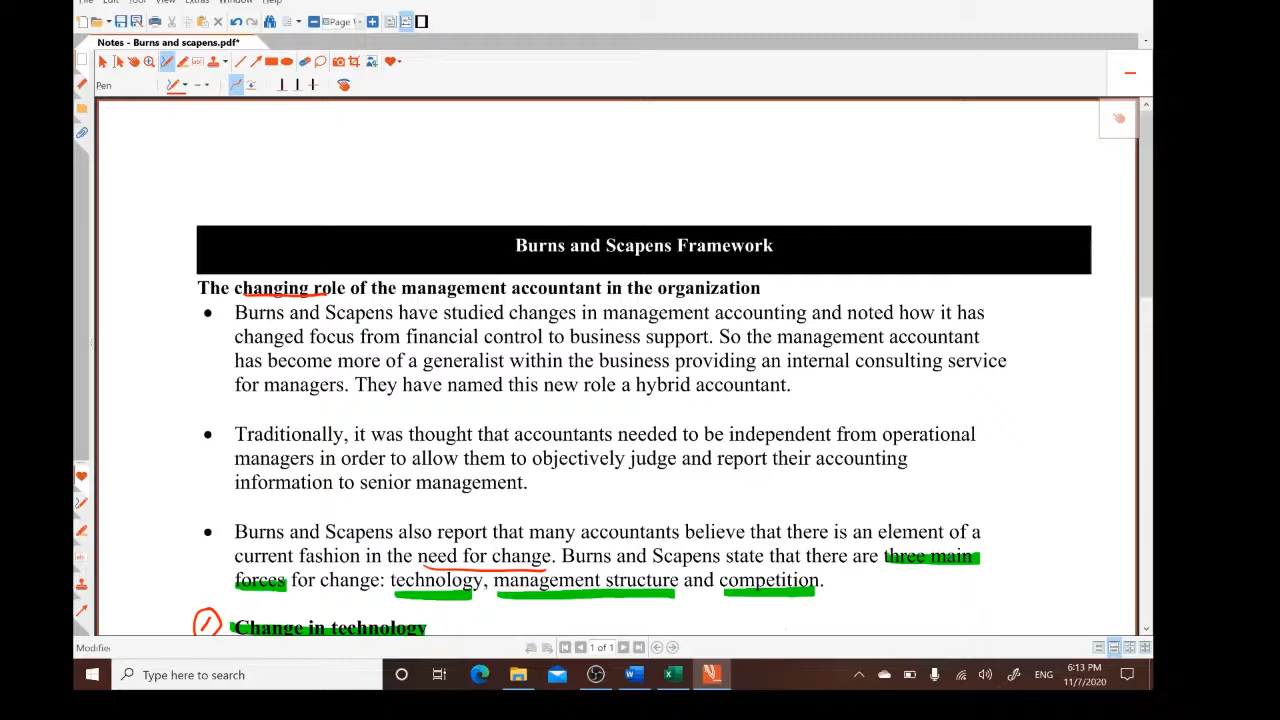 Notes - Burns and scapens.pdf*
Pen
Burns and Scapens Framework
The changing role of the management accountant in the organization
• Burns and Scapens have studied changes in management accounting and noted how it has
changed focus from financial control to business support. So the management accountant
has become more of a generalist within the business providing an internal consulting service
for managers. They have named this new role a hybrid accountant.
• Traditionally, it was thought that accountants needed to be independent from operational
managers in order to allow them to objectively judge and report their accounting
information to senior management.
• Burns and Scapens also report that many accountants believe that there is an element of a
current fashion in the need for change. Burns and Scapens state that there are three main
forces for change: technology, management structure and competition.
1 Change in technology
Modifie
1 of 1
Type here to search
ENG
6:13 PM
11/7/2020